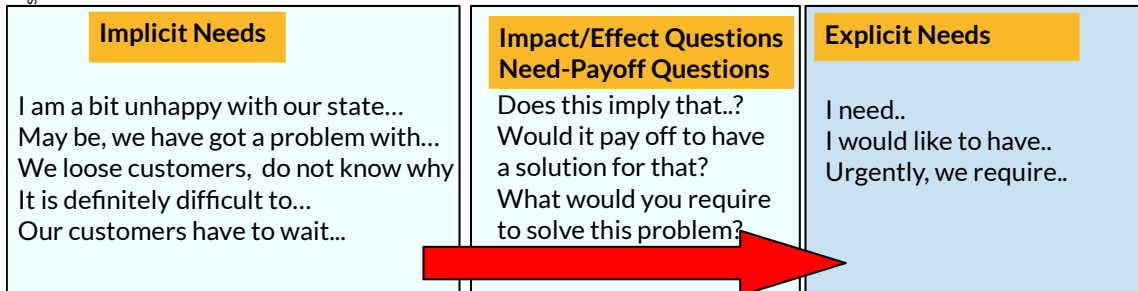 Implicit Needs
I am a bit unhappy with our state...
May be, we have got a problem with...
We loose customers,  do not know why
It is definitely difficult to...
Our customers have to wait...
Impact/Effect Questions
Need-Payoff Questions
Does this imply that..?
Would it pay off to have
a solution for that?
What would you require
to solve this problem?
Explicit Needs
I need..
I would like to have..
Urgently, we require..